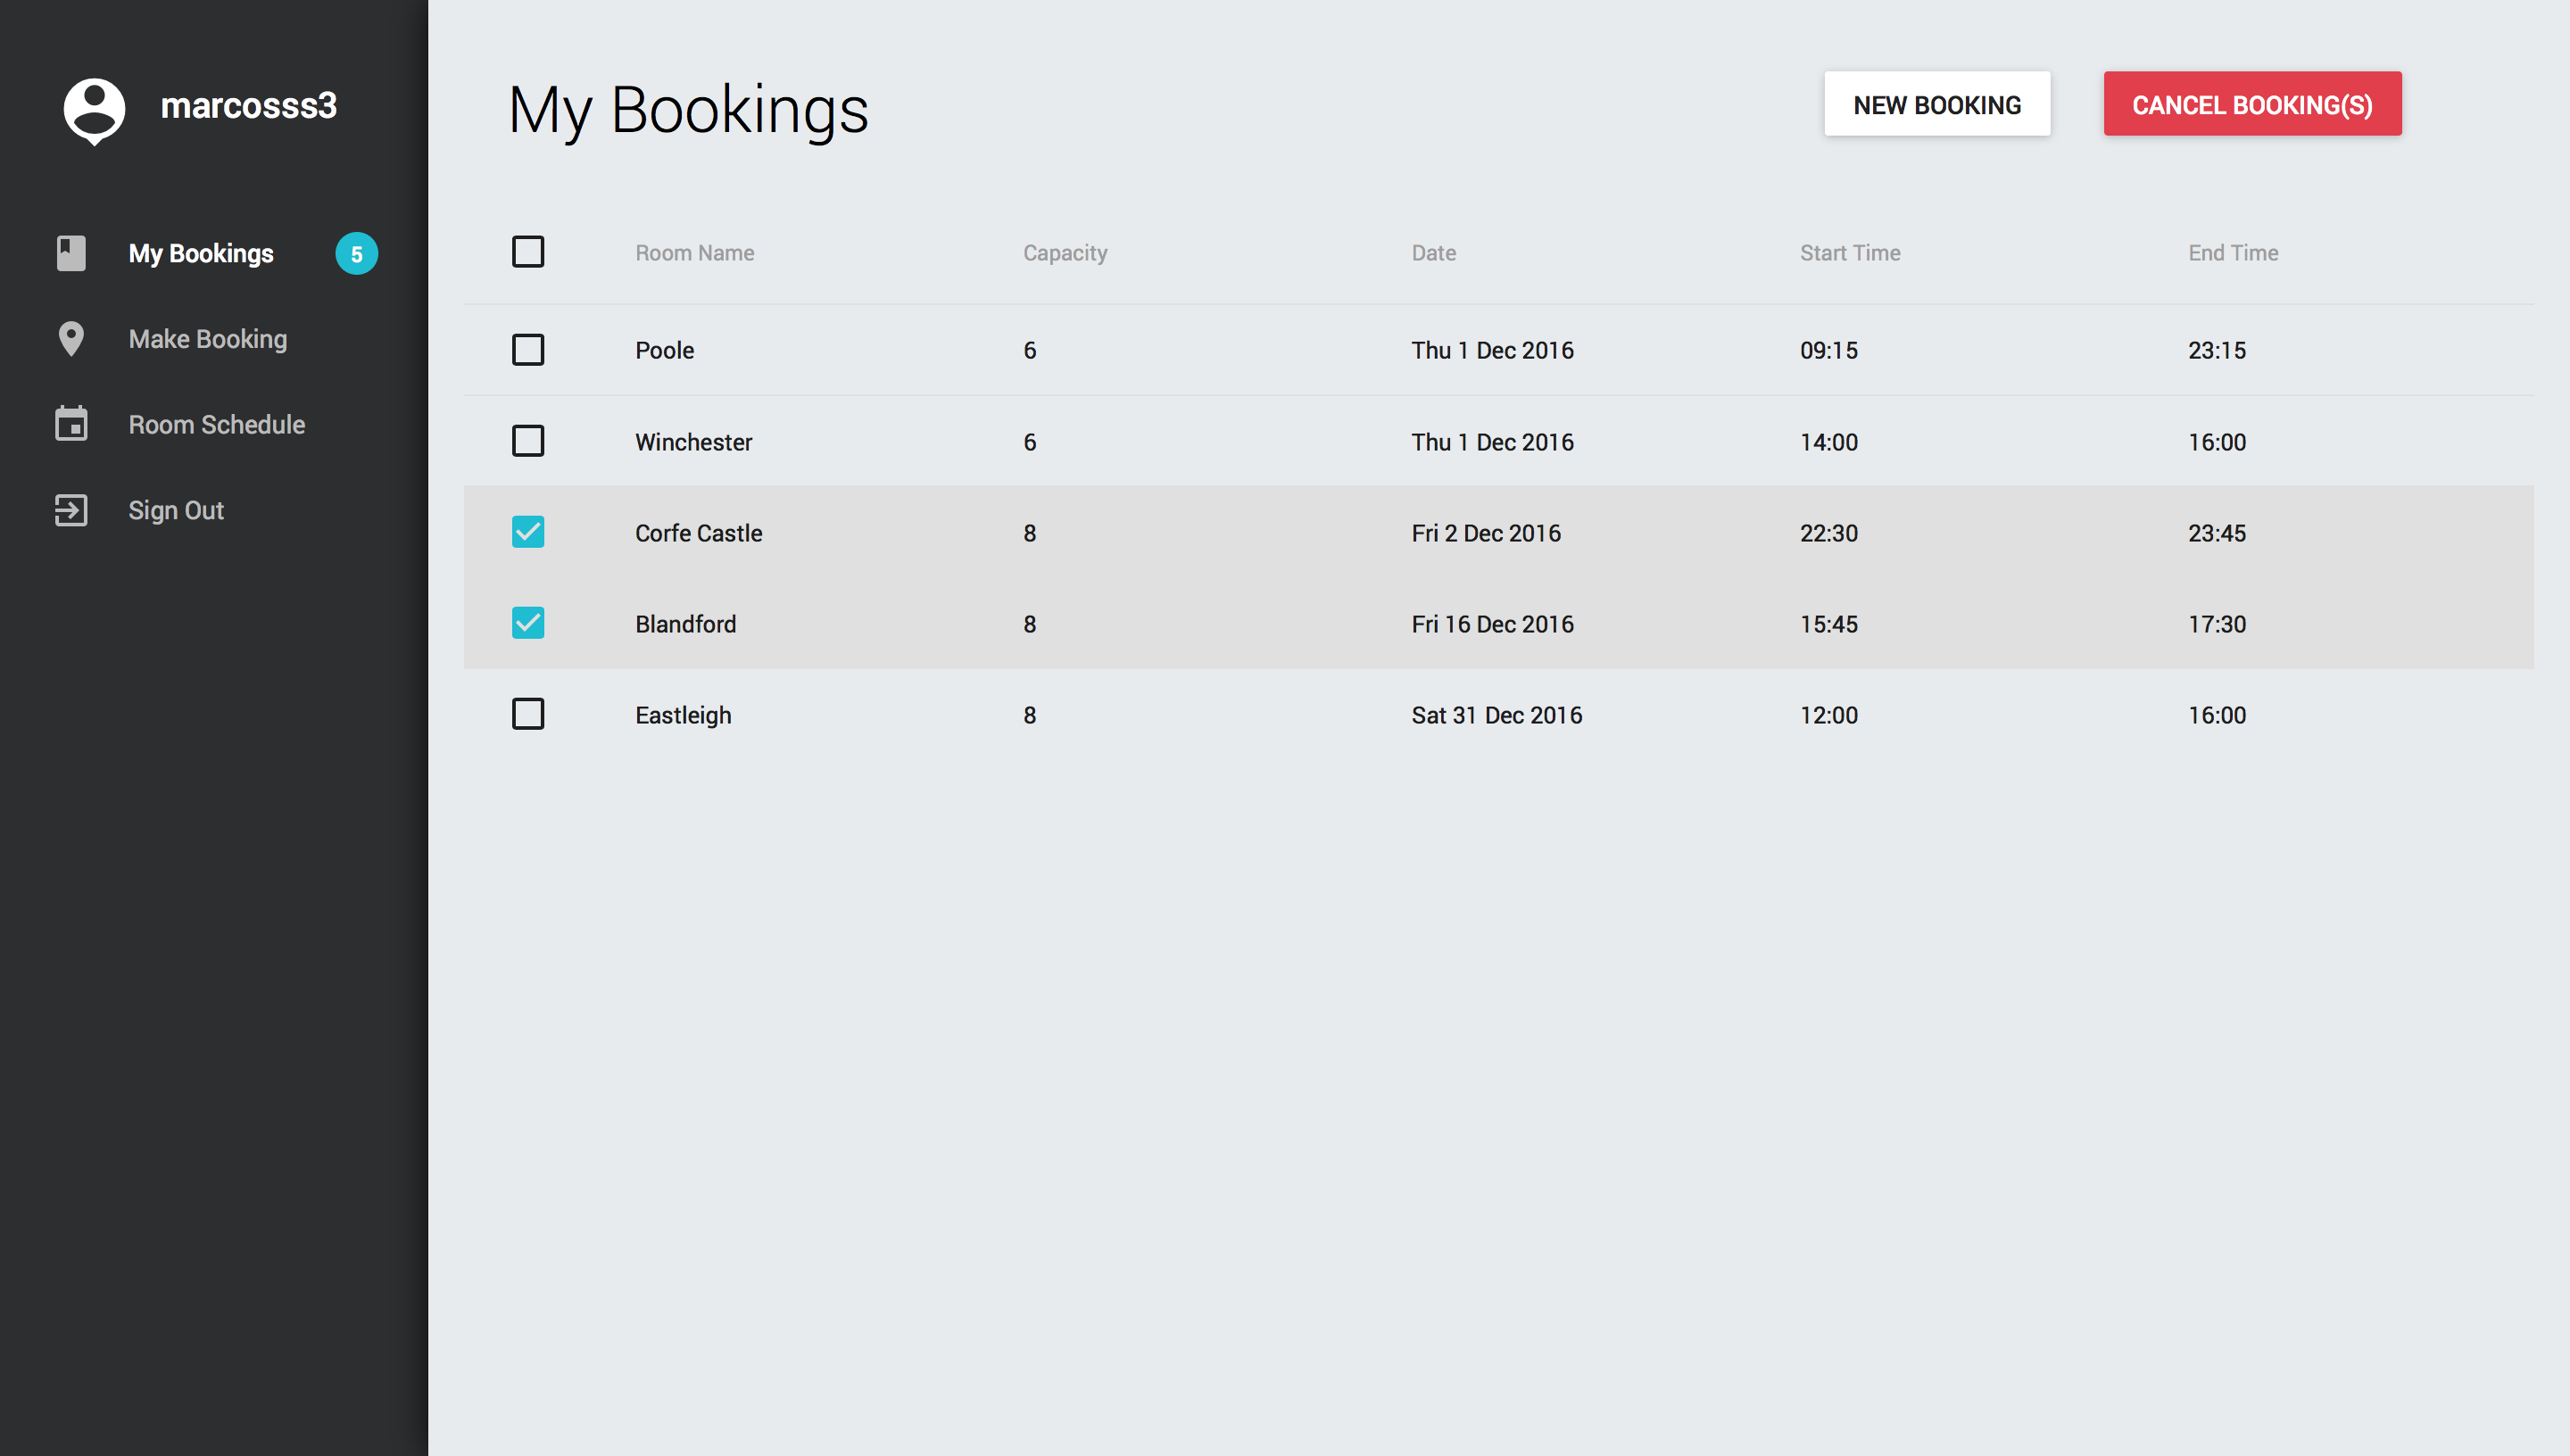 marcosss3
My Bookings 5
Make Booking
Room Schedule
Sign Out
My Bookings
NEW BOOKING
CANCEL BOOKING(S)
Room Name Capacity Date Start Time End Time
Poole 6 Thu 1 Dec 2016 09:15 23:15
Winchester 6 Thu 1 Dec 2016 14:00 16:00
Corfe Castle 8 Fri 2 Dec 2016 22:30 23:45
Blandford 8 Fri 16 Dec 2016 15:45 17:30
Eastleigh 8 Sat 31 Dec 2016 12:00 16:00